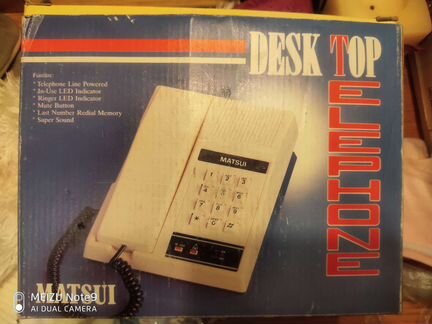 DESK TOP
TELEPHONE
Fuatles:
* Telephone Line Powered
* In-Use LED Indicator
* Ringer LED Indicator
* Mute Button
* Last Number Redial Memory
* Super Sound
MATSUI
1 2 3
4 5 6
7 8 9
* 0 #
MATSUI
MEIZU Note9
AI DUAL CAMERA